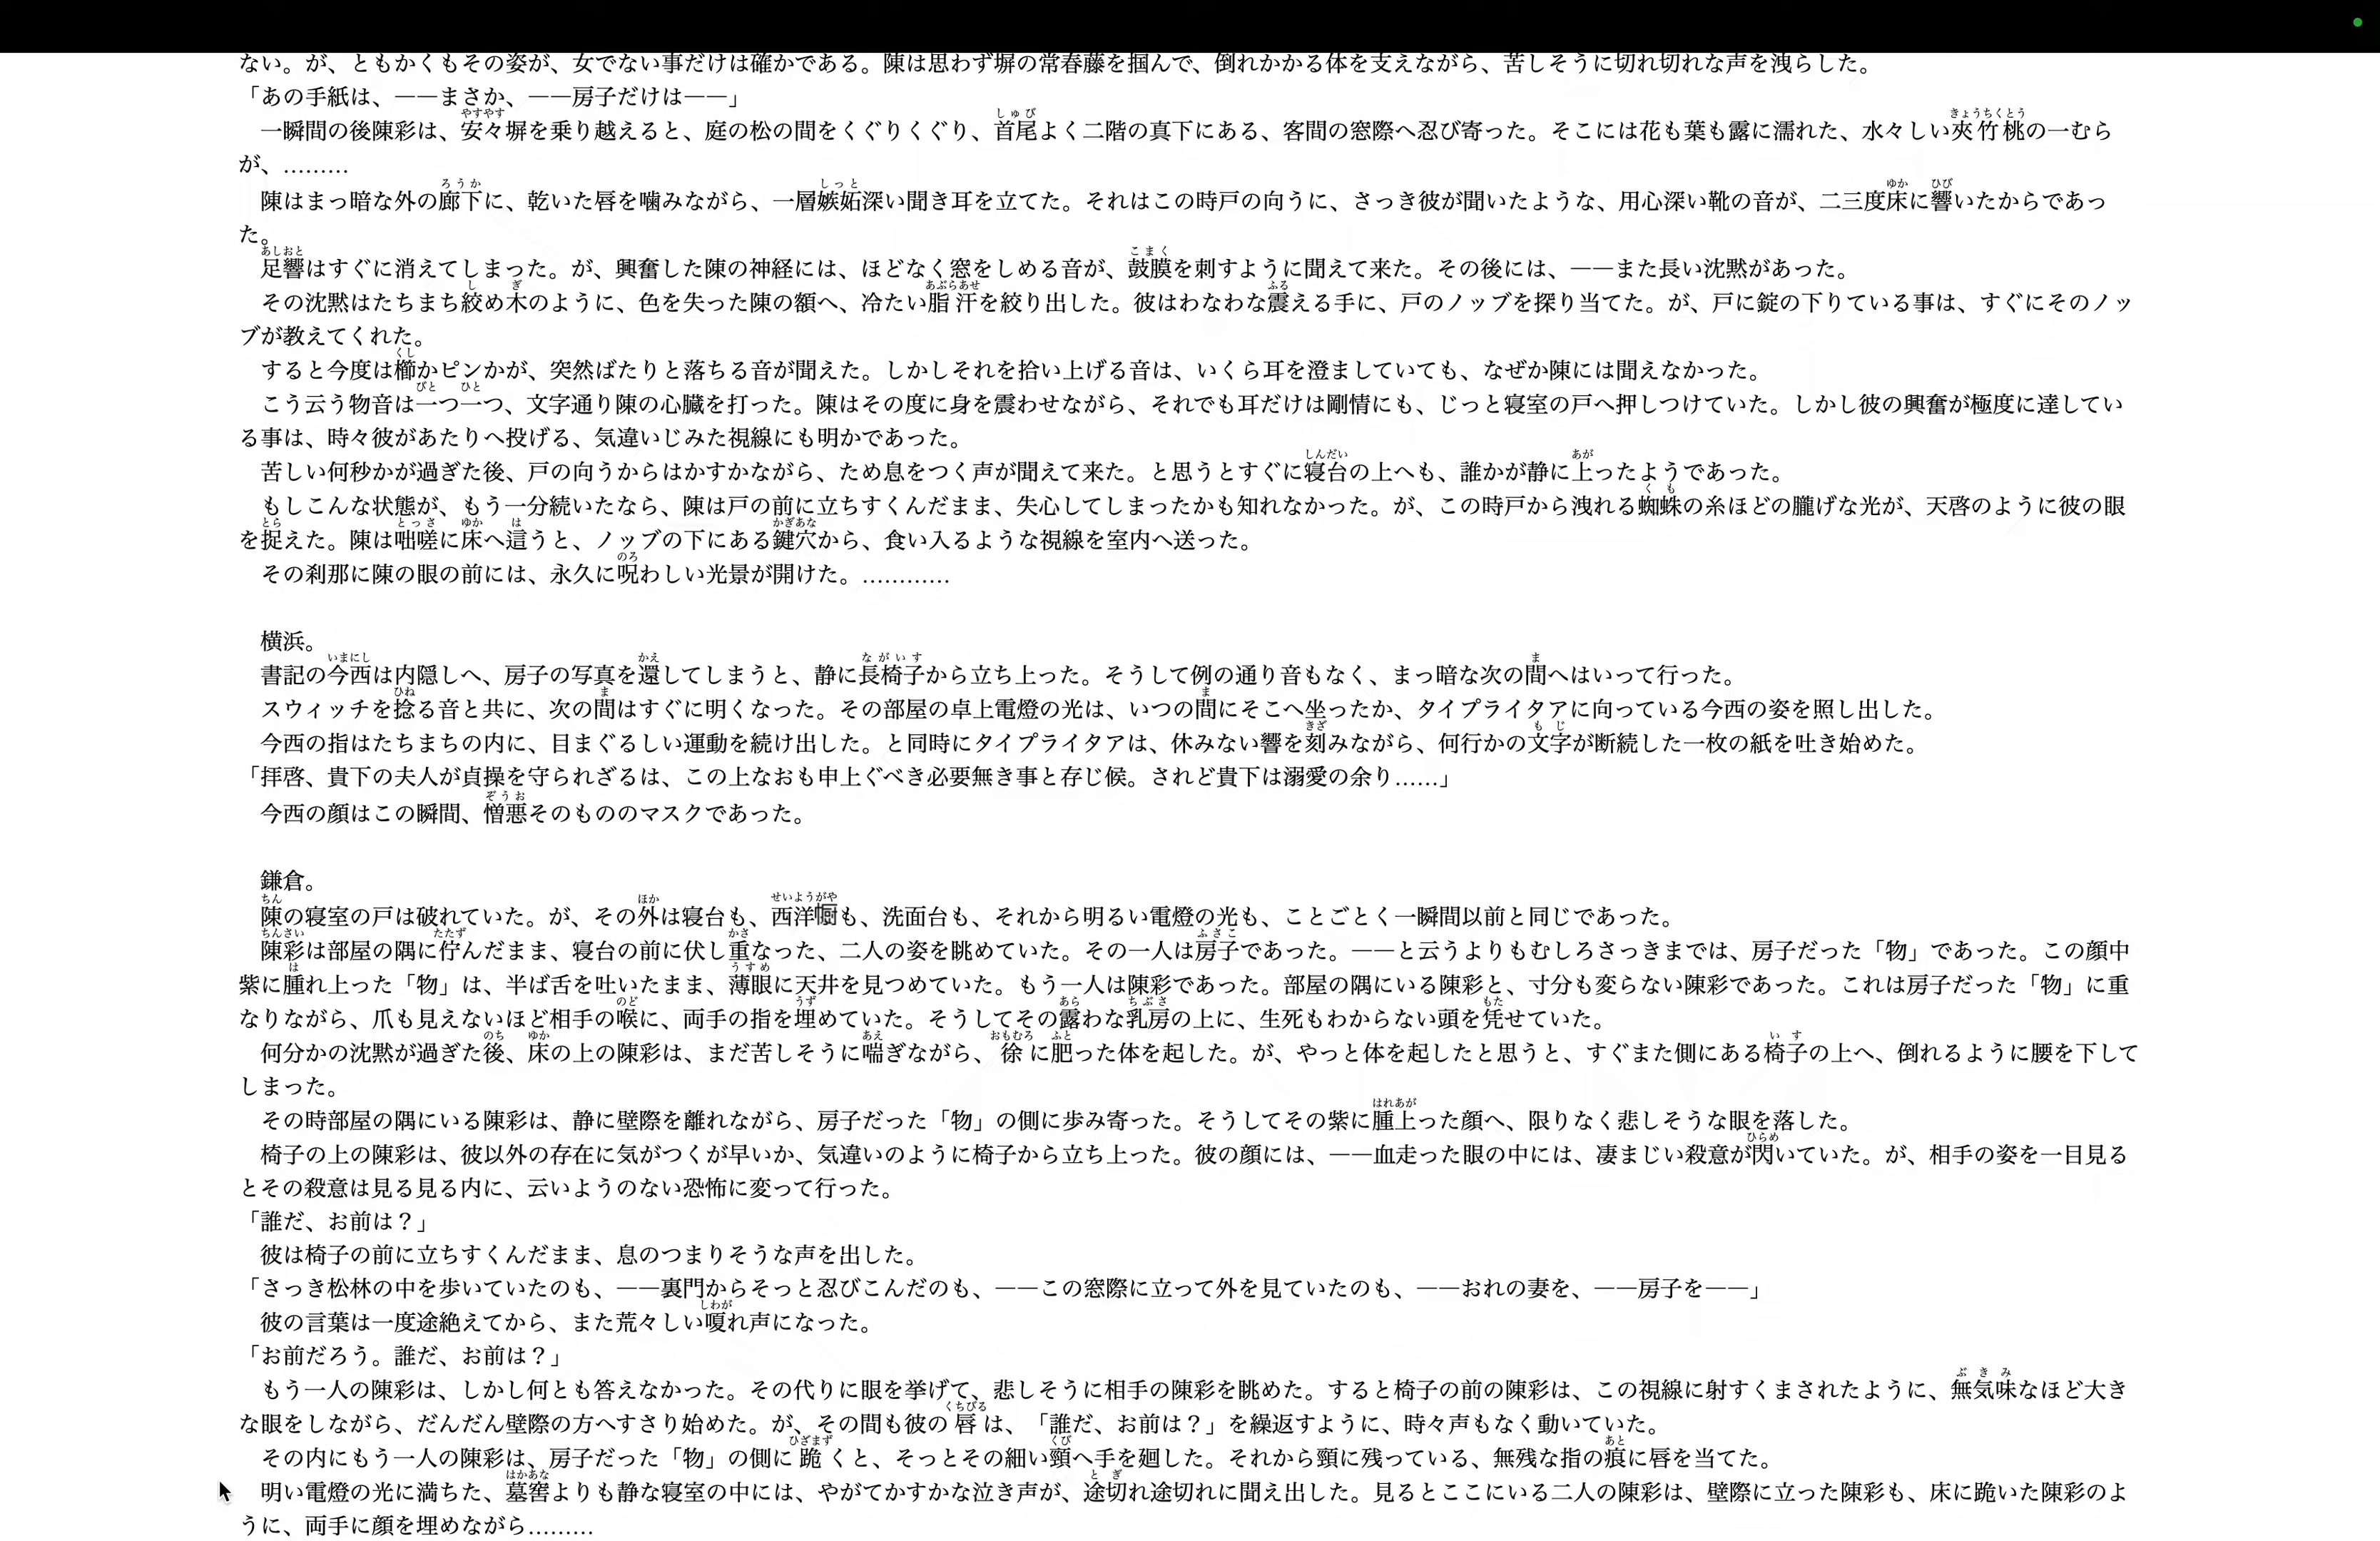 ない。が、ともかくもその姿が、女でない事だけは確かである。陳は思わず塀の常春藤を掴んで、倒れかかる体を支えながら、苦しそうに切れ切れな声を洩らした。
「あの手紙は、――まさか、――房子だけは――」
一瞬間の後陳彩は、安々塀を乗り越えると、庭の松の間をくぐりくぐり、首尾よく二階の真下にある、客間の窓際へ忍び寄った。そこには花も葉も露に濡れた、水々しい夾竹桃の一むら
が、………
陳はまっ暗な外の廊下に、乾いた唇を噛みながら、一層嫉妬深い聞き耳を立てた。それはこの時戸の向うに、さっき彼が聞いたような、用心深い靴の音が、二三度床に響いたからであっ
た。
足響はすぐに消えてしまった。が、興奮した陳の神経には、ほどなく窓をしめる音が、鼓膜を刺すように聞えて来た。その後には、――また長い沈黙があった。
その沈黙はたちまち絞め木のように、色を失った陳の額へ、冷たい脂汗を絞り出した。彼はわなわな震える手に、戸のノッブを探り当てた。が、戸に錠の下りている事は、すぐにそのノッ
ブが教えてくれた。
すると今度は櫛かピンかが、突然ばたりと落ちる音が聞えた。しかしそれを拾い上げる音は、いくら耳を澄ましていても、なぜか陳には聞えなかった。
こう云う物音は一つ一つ、文字通り陳の心臓を打った。陳はその度に身を震わせながら、それでも耳だけは剛情にも、じっと寝室の戸へ押しつけていた。しかし彼の興奮が極度に達してい
る事は、時々彼があたりへ投げる、気違いじみた視線にも明かであった。
苦しい何秒かが過ぎた後、戸の向うからはかすかながら、ため息をつく声が聞えて来た。と思うとすぐに寝台の上へも、誰かが静に上ったようであった。
もしこんな状態が、もう一分続いたなら、陳は戸の前に立ちすくんだまま、失心してしまったかも知れなかった。が、この時戸から洩れる蜘蛛の糸ほどの朧げな光が、天啓のように彼の眼
を捉えた。陳は咄嗟に床へ這うと、ノッブの下にある鍵穴から、食い入るような視線を室内へ送った。
その刹那に陳の眼の前には、永久に呪わしい光景が開けた。…………
横浜。
書記の今西は内隠しへ、房子の写真を還してしまうと、静に長椅子から立ち上った。そうして例の通り音もなく、まっ暗な次の間へはいって行った。
スウィッチを捻る音と共に、次の間はすぐに明くなった。その部屋の卓上電燈の光は、いつの間にそこへ坐ったか、タイプライタアに向っている今西の姿を照し出した。
今西の指はたちまちの内に、目まぐるしい運動を続け出した。と同時にタイプライタアは、休みない響を刻みながら、何行かの文字が断続した一枚の紙を吐き始めた。
「拝啓、貴下の夫人が貞操を守られざるは、この上なおも申上ぐべき必要無き事と存じ候。されど貴下は溺愛の余り……」
今西の顔はこの瞬間、憎悪そのもののマスクであった。
鎌倉。
陳の寝室の戸は破れていた。が、その外は寝台も、西洋㡡も、洗面台も、それから明るい電燈の光も、ことごとく一瞬間以前と同じであった。
陳彩は部屋の隅に佇んだまま、寝台の前に伏し重なった、二人の姿を眺めていた。その一人は房子であった。――と云うよりもむしろさっきまでは、房子だった「物」であった。この顔中
紫に腫れ上った「物」は、半ば舌を吐いたまま、薄眼に天井を見つめていた。もう一人は陳彩であった。部屋の隅にいる陳彩と、寸分も変らない陳彩であった。これは房子だった「物」に重
なりながら、爪も見えないほど相手の喉に、両手の指を埋めていた。そうしてその露わな乳房の上に、生死もわからない頭を凭せていた。
何分かの沈黙が過ぎた後、床の上の陳彩は、まだ苦しそうに喘ぎながら、徐に肥った体を起した。が、やっと体を起したと思うと、すぐまた側にある椅子の上へ、倒れるように腰を下して
しまった。
その時部屋の隅にいる陳彩は、静に壁際を離れながら、房子だった「物」の側に歩み寄った。そうしてその紫に腫上った顔へ、限りなく悲しそうな眼を落した。
椅子の上の陳彩は、彼以外の存在に気がつくが早いか、気違いのように椅子から立ち上った。彼の顔には、――血走った眼の中には、凄まじい殺意が閃いていた。が、相手の姿を一目見る
とその殺意は見る見る内に、云いようのない恐怖に変って行った。
「誰だ、お前は？」
彼は椅子の前に立ちすくんだまま、息のつまりそうな声を出した。
「さっき松林の中を歩いていたのも、――裏門からそっと忍びこんだのも、――この窓際に立って外を見ていたのも、――おれの妻を、――房子を――」
彼の言葉は一度途絶えてから、また荒々しい嗄れ声になった。
「お前だろう。誰だ、お前は？」
もう一人の陳彩は、しかし何とも答えなかった。その代りに眼を挙げて、悲しそうに相手の陳彩を眺めた。すると椅子の前の陳彩は、この視線に射すくまされたように、無気味なほど大き
な眼をしながら、だんだん壁際の方へすさり始めた。が、その間も彼の唇は、「誰だ、お前は？」を繰返すように、時々声もなく動いていた。
その内にもう一人の陳彩は、房子だった「物」の側に跪くと、そっとその細い頸へ手を廻した。それから頸に残っている、無残な指の痕に唇を当てた。
明い電燈の光に満ちた、墓窖よりも静な寝室の中には、やがてかすかな泣き声が、途切れ途切れに聞え出した。見るとここにいる二人の陳彩は、壁際に立った陳彩も、床に跪いた陳彩のよ
うに、両手に顔を埋めながら………